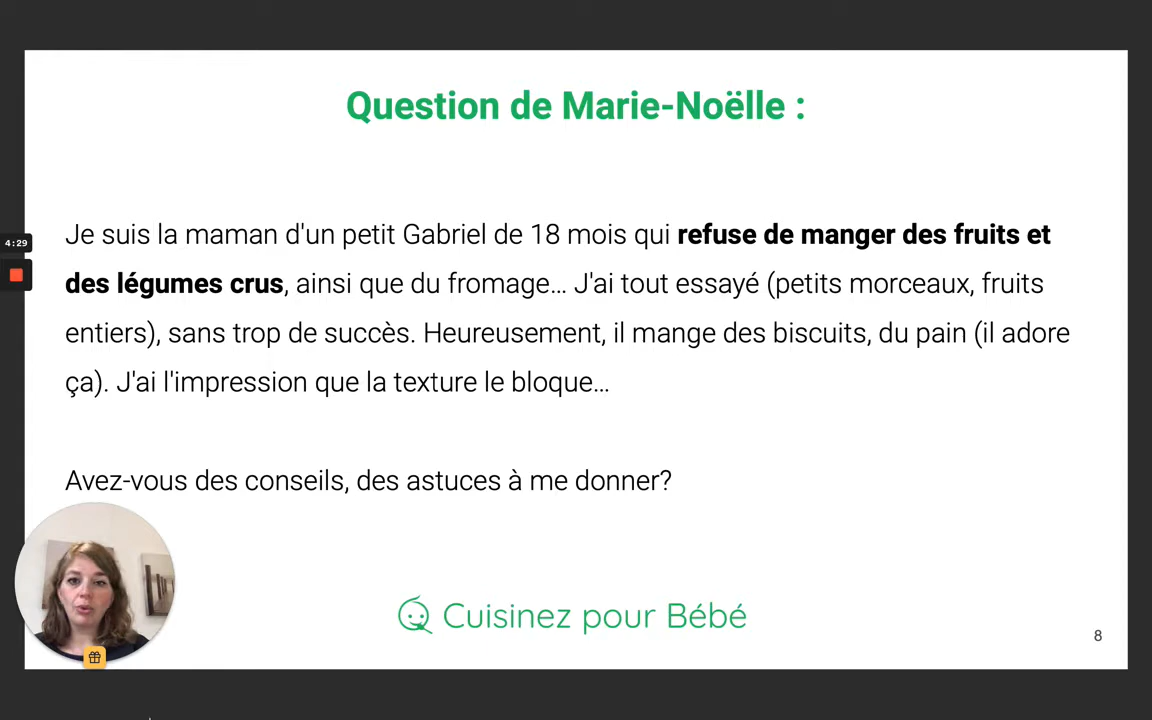 Question de Marie-Noëlle :
Je suis la maman d'un petit Gabriel de 18 mois qui refuse de manger des fruits et
des légumes crus, ainsi que du fromage… J'ai tout essayé (petits morceaux, fruits
entiers), sans trop de succès. Heureusement, il mange des biscuits, du pain (il adore
ça). J'ai l'impression que la texture le bloque…
Avez-vous des conseils, des astuces à me donner?
4:29
Cuisinez pour Bébé
8